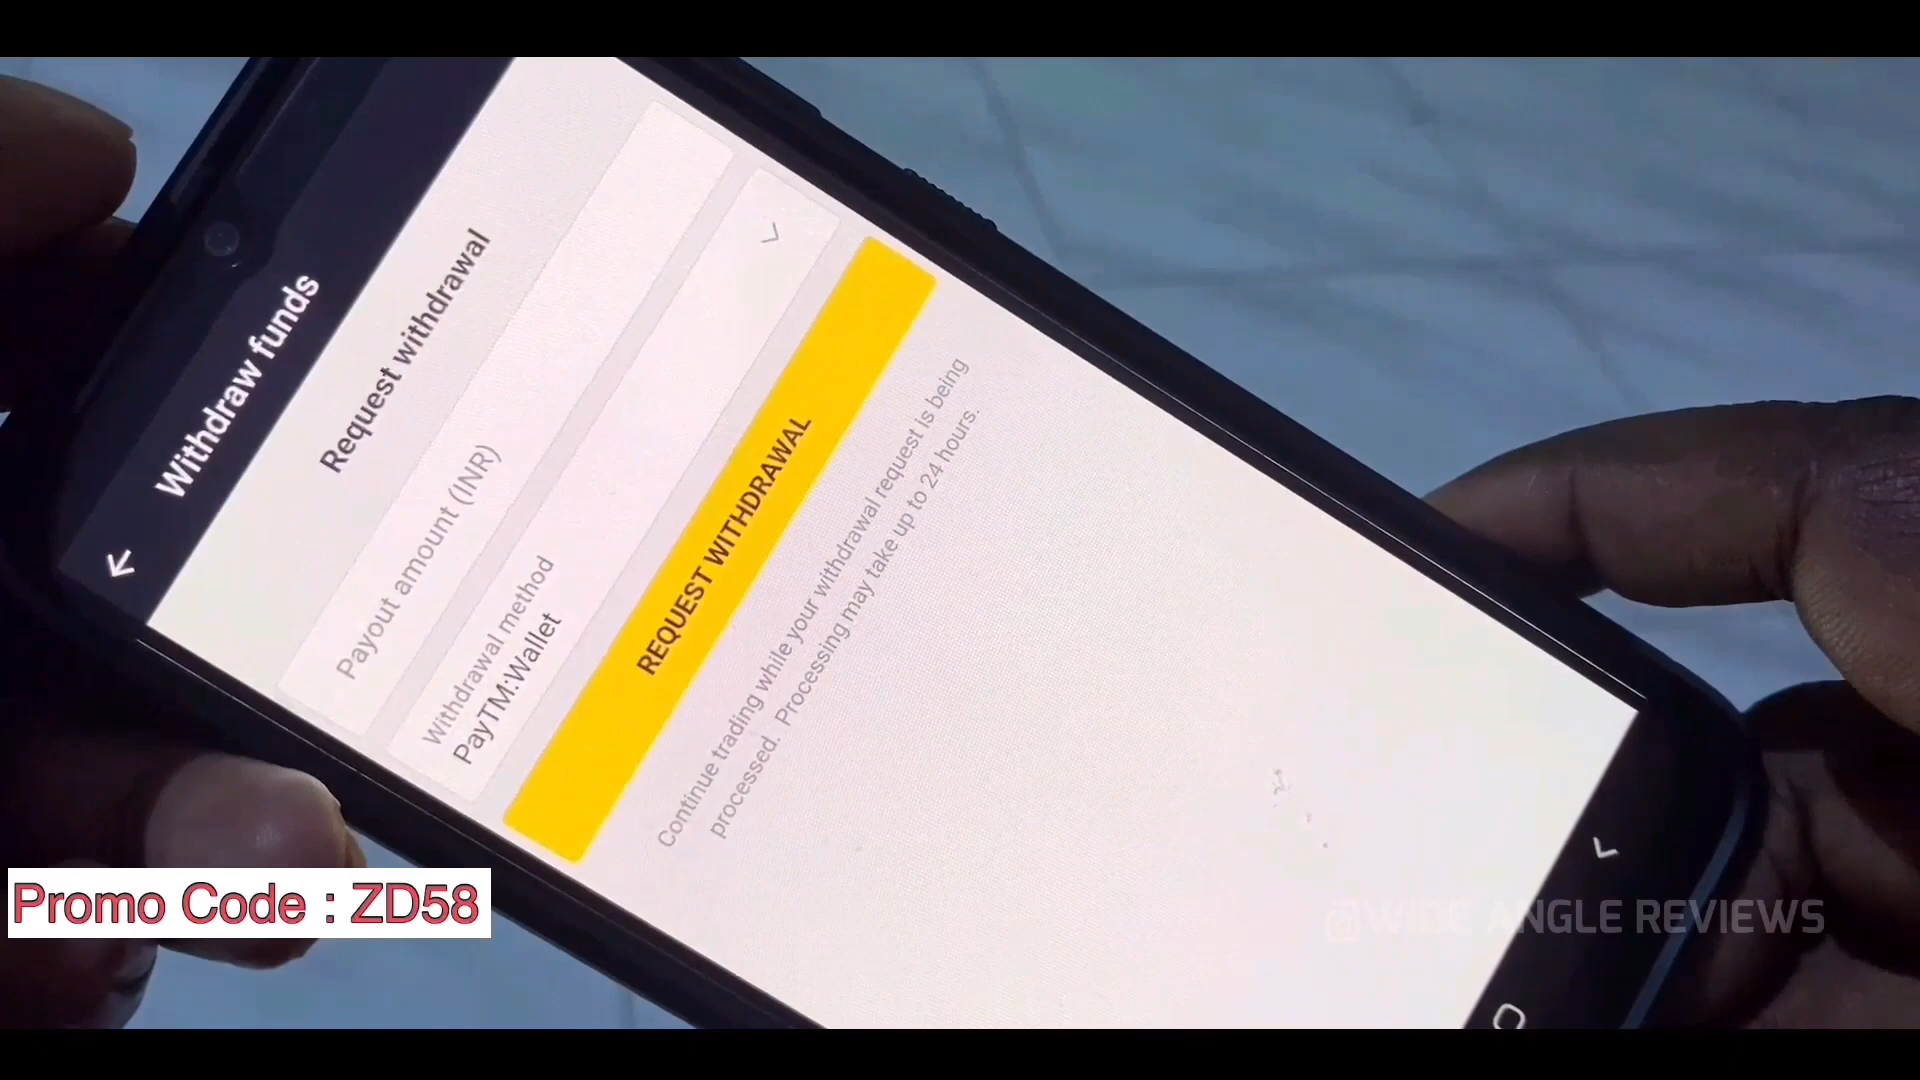 Withdraw funds
Request withdrawal
Payout amount (INR)
Withdrawal method
PayTM:Wallet
REQUEST WITHDRAWAL
Continue trading while your withdrawal request is being
processed. Processing may take up to 24 hours.
Promo Code : ZD58
@WIDE ANGLE REVIEWS